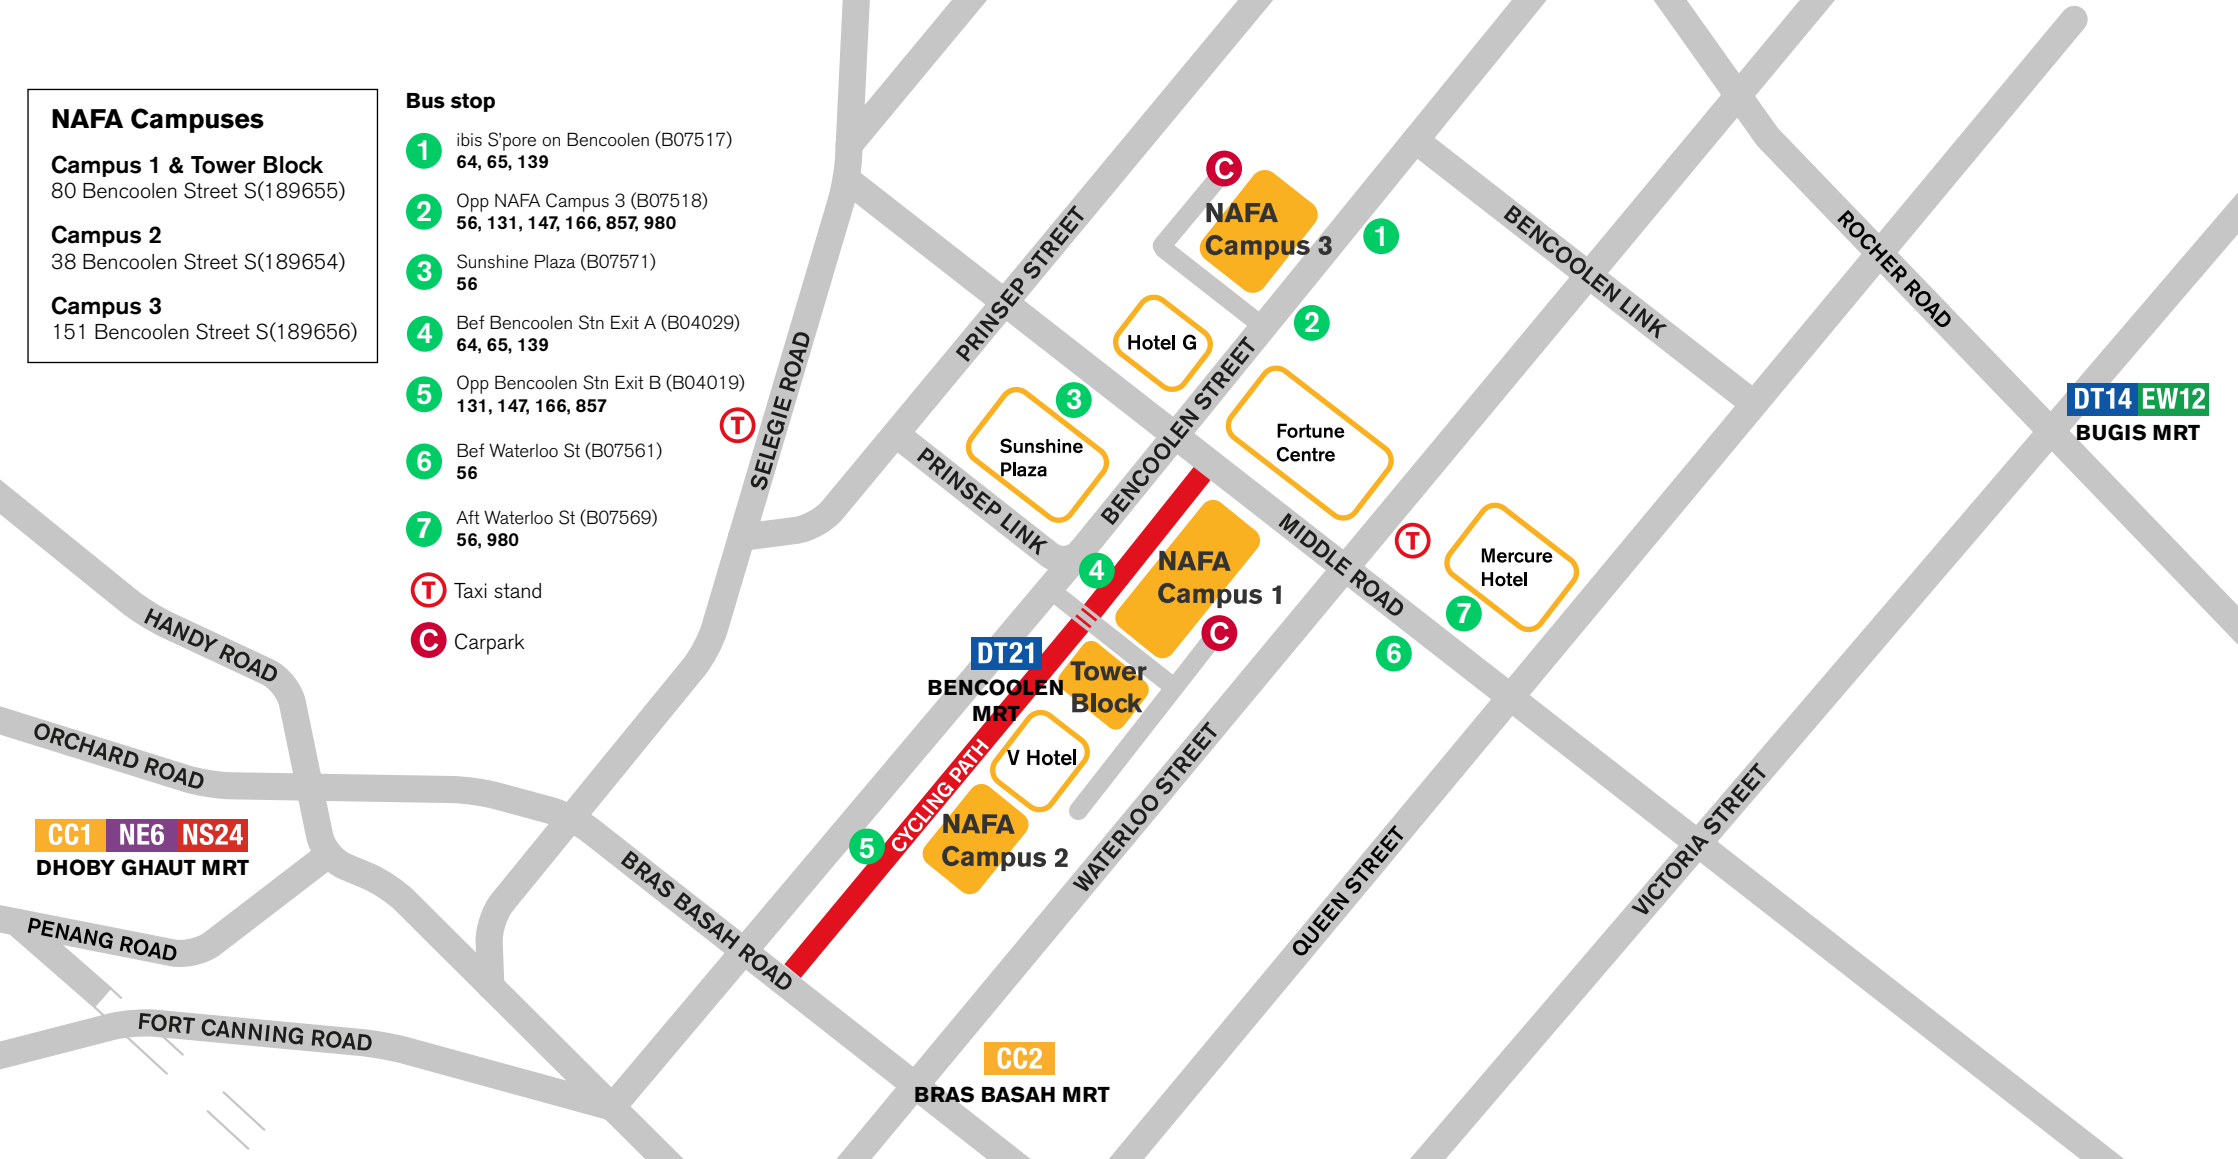 NAFA Campuses
Campus 1 & Tower Block
80 Bencoolen Street S(189655)
Campus 2
38 Bencoolen Street S(189654)
Campus 3
151 Bencoolen Street S(189656)
Bus stop
1 ibis S'pore on Bencoolen (B07517)
64, 65, 139
2 Opp NAFA Campus 3 (B07518)
56, 131, 147, 166, 857, 980
3 Sunshine Plaza (B07571)
56
4 Bef Bencoolen Stn Exit A (B04029)
64, 65, 139
5 Opp Bencoolen Stn Exit B (B04019)
131, 147, 166, 857
6 Bef Waterloo St (B07561)
56
7 Aft Waterloo St (B07569)
56, 980
T Taxi stand
C Carpark
T
SELEGIE ROAD
PRINSEP STREET
C
NAFA
Campus 3
1
2
BENCOOLEN LINK
ROCHER ROAD
Hotel G
BENCOOLEN STREET
3
Sunshine
Plaza
Fortune
Centre
DT14 EW12
BUGIS MRT
PRINSEP LINK
MIDDLE ROAD
T
Mercure
Hotel
7
6
4
NAFA
Campus 1
C
DT21
BENCOOLEN
MRT
Tower
Block
V Hotel
CYCLING PATH
5
NAFA
Campus 2
WATERLOO STREET
QUEEN STREET
VICTORIA STREET
HANDY ROAD
ORCHARD ROAD
CC1 NE6 NS24
DHOBY GHAUT MRT
BRAS BASAH ROAD
PENANG ROAD
FORT CANNING ROAD
CC2
BRAS BASAH MRT